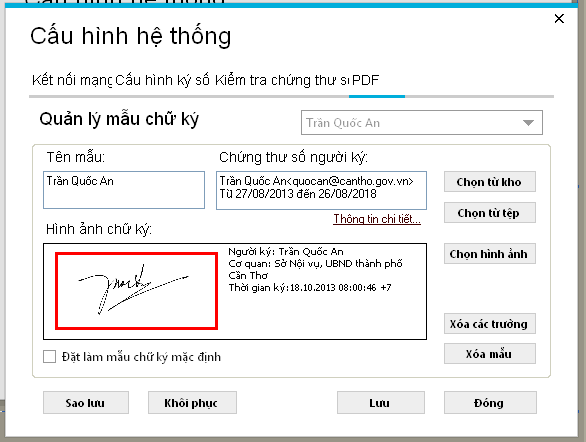 Cấu hình hệ thống
Kết nối mạng Cấu hình ký số Kiểm tra chứng thư số PDF
Quản lý mẫu chữ ký
Trần Quốc An
Tên mẫu:
Chứng thư số người ký:
Trần Quốc An
Trần Quốc An<quocan@cantho.gov.vn>
Từ 27/08/2013 đến 26/08/2018
Chọn từ kho
Chọn từ tệp
Thông tin chi tiết...
Hình ảnh chữ ký:
Người ký: Trần Quốc An
Cơ quan: Sở Nội vụ, UBND thành phố
Cần Thơ
Thời gian ký:18.10.2013 08:00:46 +7
Chọn hình ảnh
Xóa các trường
Xóa mẫu
Đặt làm mẫu chữ ký mặc định
Sao lưu
Khôi phục
Lưu
Đóng